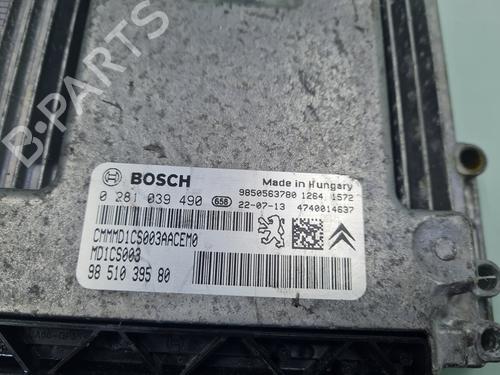 BOSCH
Made in Hungary
9850563780 1264 1572
0 281 039 490 658 22-07-13 4740014637
CMMMD1CS003AACEM0
MD1CS003
98 510 395 80
B-PARTS